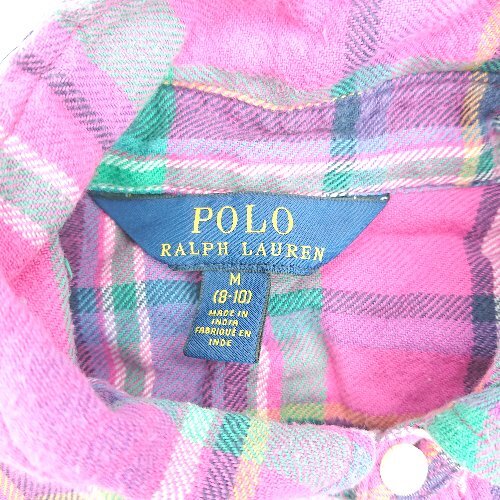 POLO
RALPH LAUREN
M
(8-10)
MADE IN
INDIA
FABRIQUÉ EN
INDE